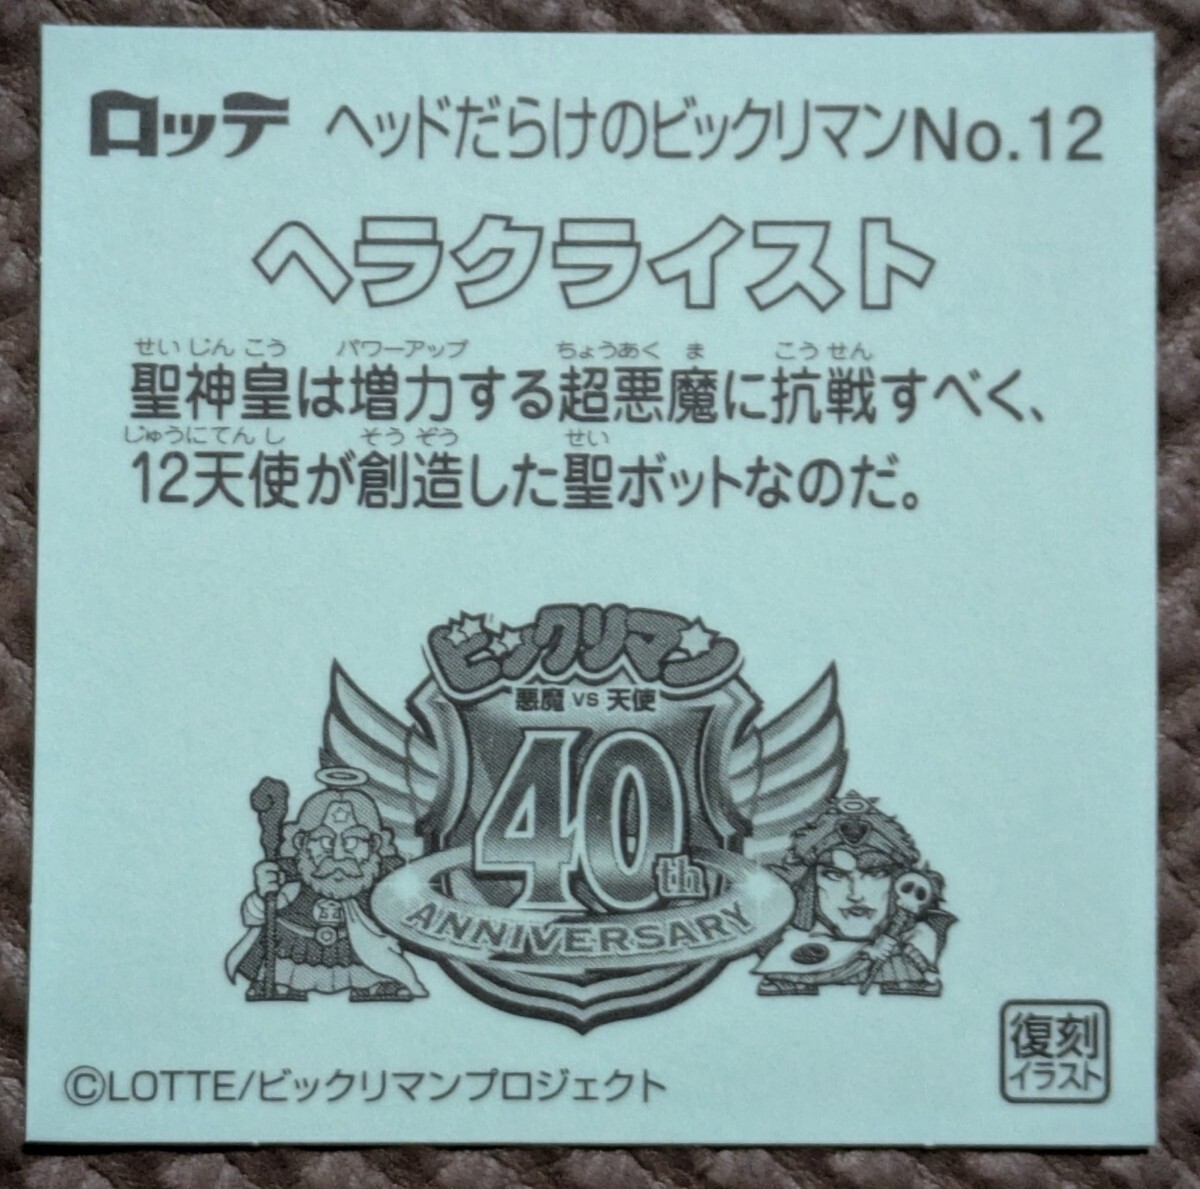 ロッテ ヘッドだらけのビックリマンNo.12
ヘラクライスト
せいじんこう パワーアップ ちょうあく ま こうせん
聖神皇は増力する超悪魔に抗戦すべく、
じゅうにてんし そうぞう せい
12天使が創造した聖ボットなのだ。
ビックリマン
悪魔 VS 天使
40th
ANNIVERSARY
復刻
イラスト
©LOTTE/ビックリマンプロジェクト